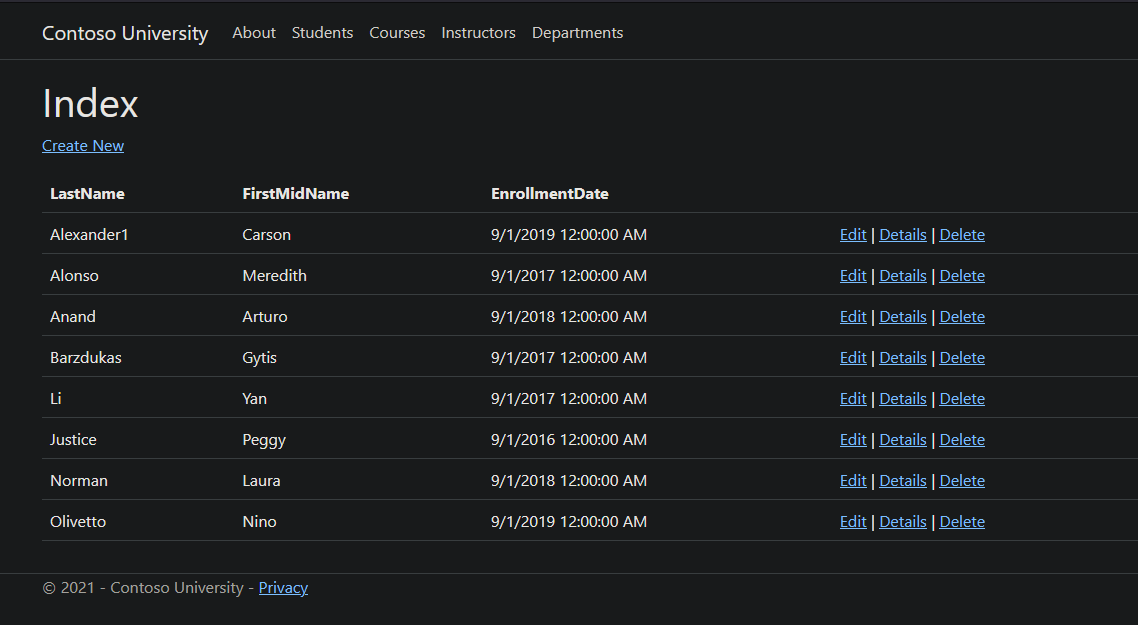 Contoso University About Students Courses Instructors Departments
Index
Create New
LastName FirstMidName EnrollmentDate
Alexander1 Carson 9/1/2019 12:00:00 AM Edit | Details | Delete
Alonso Meredith 9/1/2017 12:00:00 AM Edit | Details | Delete
Anand Arturo 9/1/2018 12:00:00 AM Edit | Details | Delete
Barzdukas Gytis 9/1/2017 12:00:00 AM Edit | Details | Delete
Li Yan 9/1/2017 12:00:00 AM Edit | Details | Delete
Justice Peggy 9/1/2016 12:00:00 AM Edit | Details | Delete
Norman Laura 9/1/2018 12:00:00 AM Edit | Details | Delete
Olivetto Nino 9/1/2019 12:00:00 AM Edit | Details | Delete
© 2021 - Contoso University - Privacy